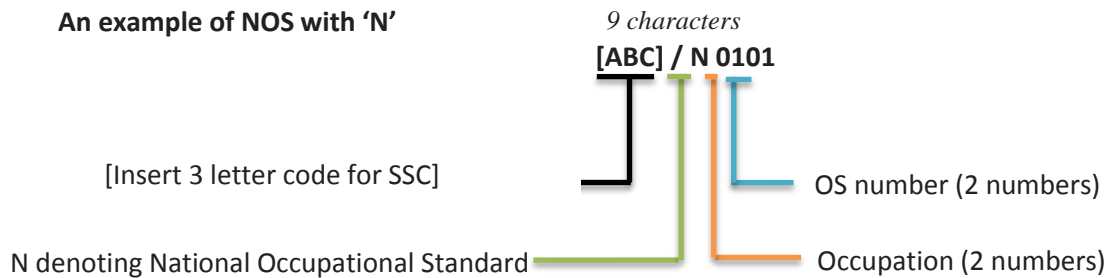 An example of NOS with ‘N’
9 characters
[ABC] / N 0101
[Insert 3 letter code for SSC]
OS number (2 numbers)
N denoting National Occupational Standard
Occupation (2 numbers)